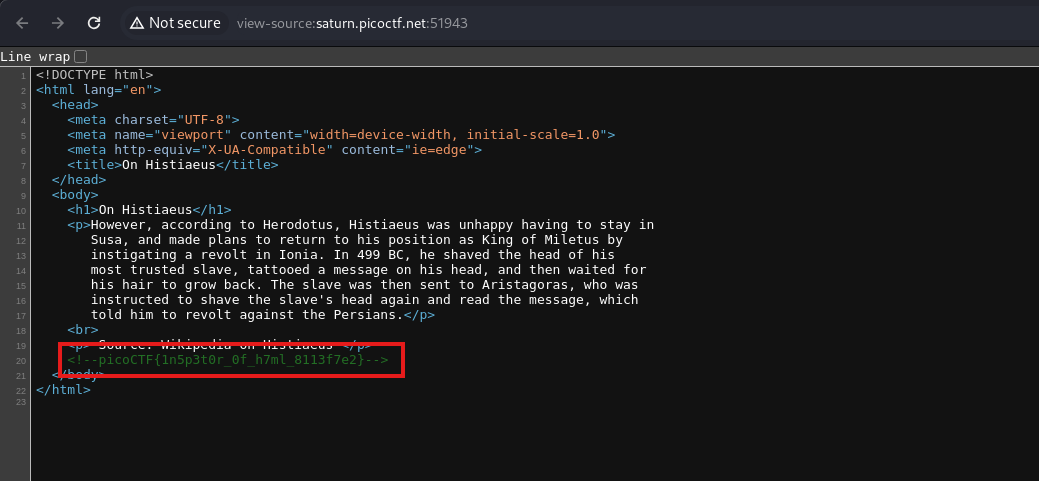 Not secure view-source:saturn.picoctf.net:51943
Line wrap
1 <!DOCTYPE html>
2 <html lang="en">
3 <head>
4 <meta charset="UTF-8">
5 <meta name="viewport" content="width=device-width, initial-scale=1.0">
6 <meta http-equiv="X-UA-Compatible" content="ie=edge">
7 <title>On Histiaeus</title>
8 </head>
9 <body>
10 <h1>On Histiaeus</h1>
11 <p>However, according to Herodotus, Histiaeus was unhappy having to stay in
12 Susa, and made plans to return to his position as King of Miletus by
13 instigating a revolt in Ionia. In 499 BC, he shaved the head of his
14 most trusted slave, tattooed a message on his head, and then waited for
15 his hair to grow back. The slave was then sent to Aristagoras, who was
16 instructed to shave the slave's head again and read the message, which
17 told him to revolt against the Persians.</p>
18 <br>
19 <p> Source: Wikipedia on Histiaeus </p>
20 <!--picoCTF{1n5p3t0r_0f_h7ml_8113f7e2}-->
21 </body>
22 </html>
23